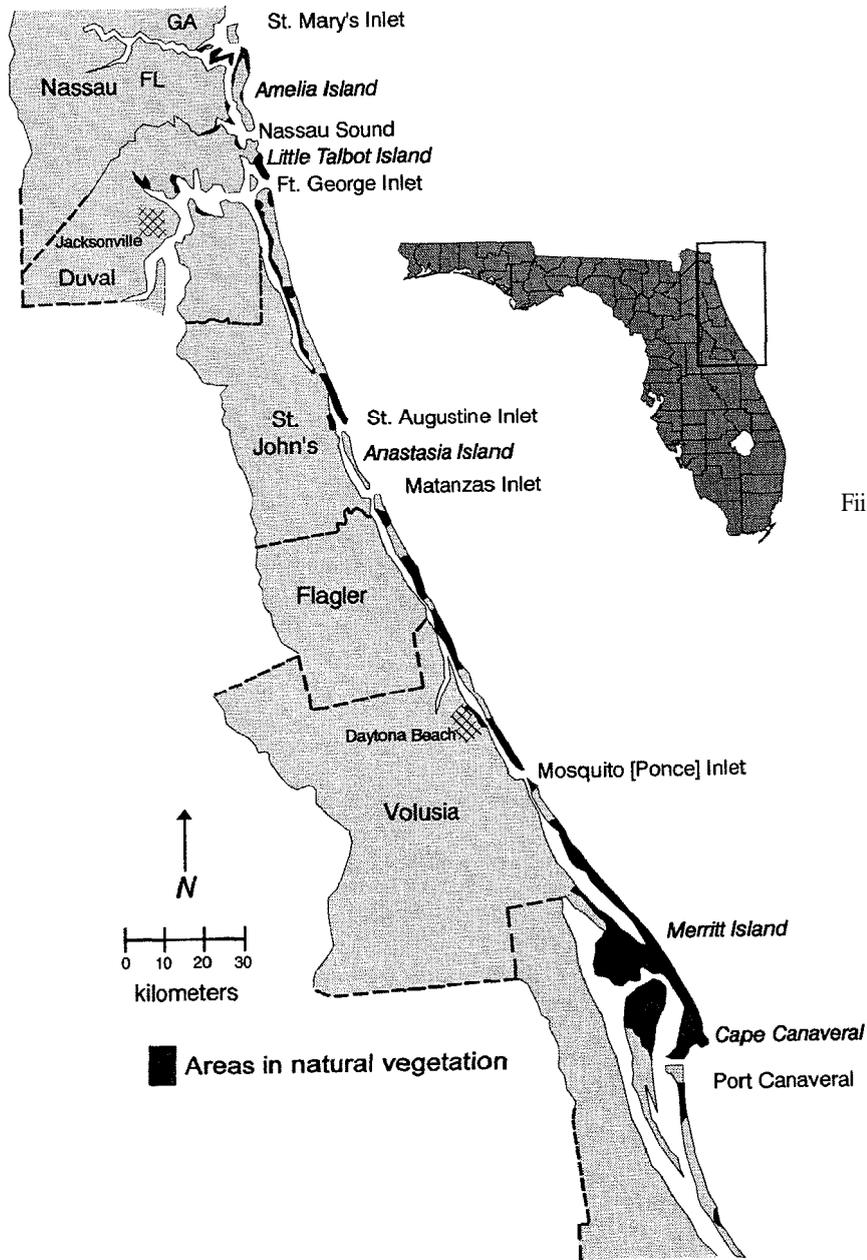 GA
St. Mary's Inlet
Nassau
FL
Amelia Island
Nassau Sound
Little Talbot Island
Ft. George Inlet
Jacksonville
Duval
St. Augustine Inlet
St.
John's
Anastasia Island
Matanzas Inlet
Fii
Flagler
Daytona Beach
Mosquito [Ponce] Inlet
Volusia
N
Merritt Island
0 10 20 30
kilometers
Cape Canaveral
Areas in natural vegetation
Port Canaveral